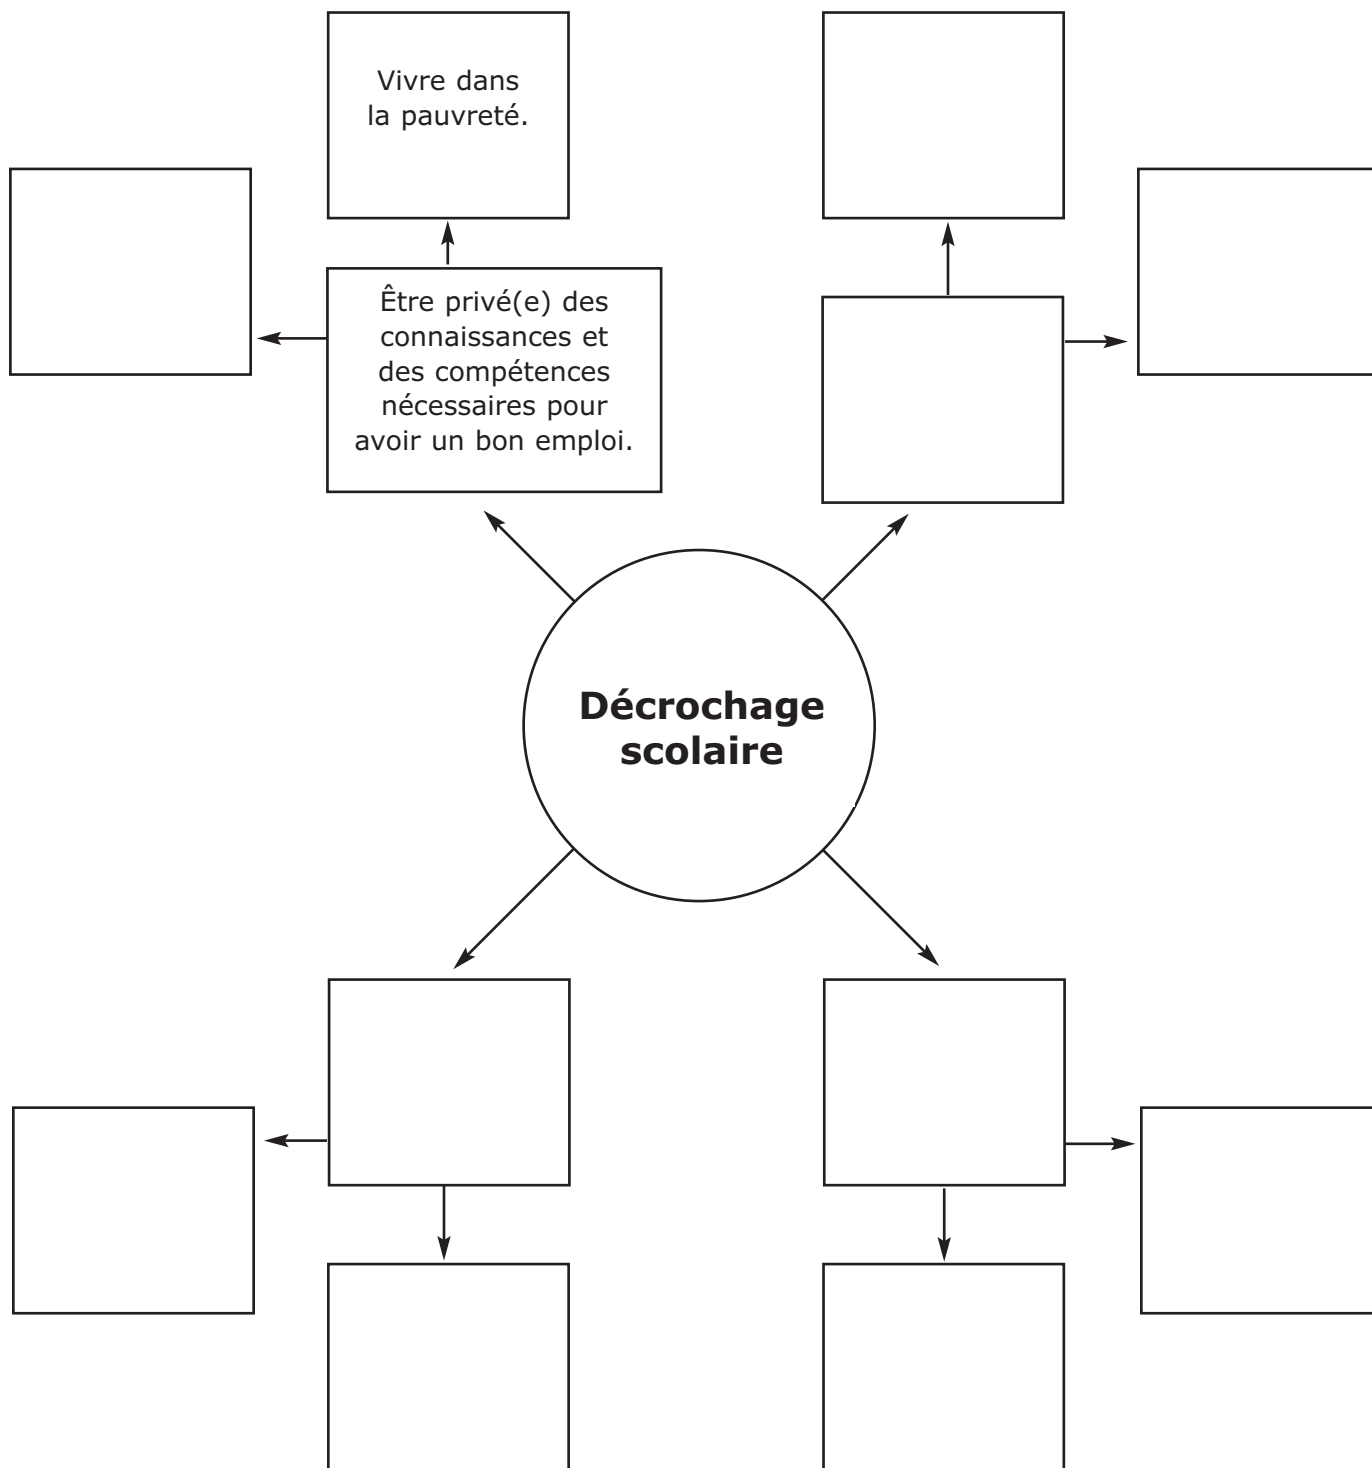 Vivre dans
la pauvreté.
Être privé(e) des
connaissances et
des compétences
nécessaires pour
avoir un bon emploi.
Décrochage
scolaire